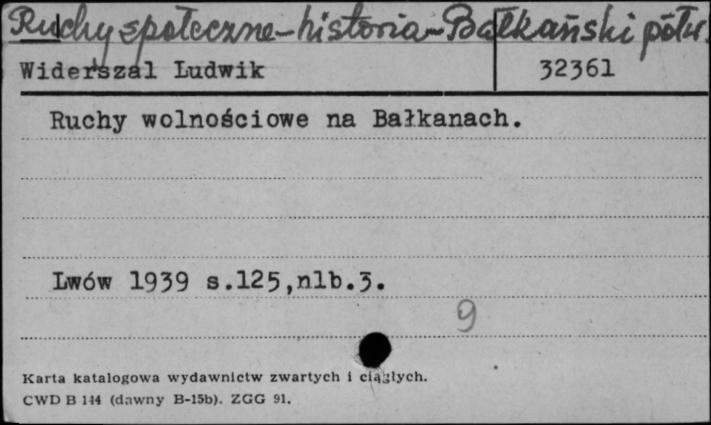 Ruchy społeczne-historia-Bałkański półw.
Widerszal Ludwik 32361
Ruchy wolnościowe na Bałkanach.
Lwów 1939 s.125,nlb.3.
9
Karta katalogowa wydawnictw zwartych i ciągłych.
CWD B 144 (dawny B-15b). ZGG 91.